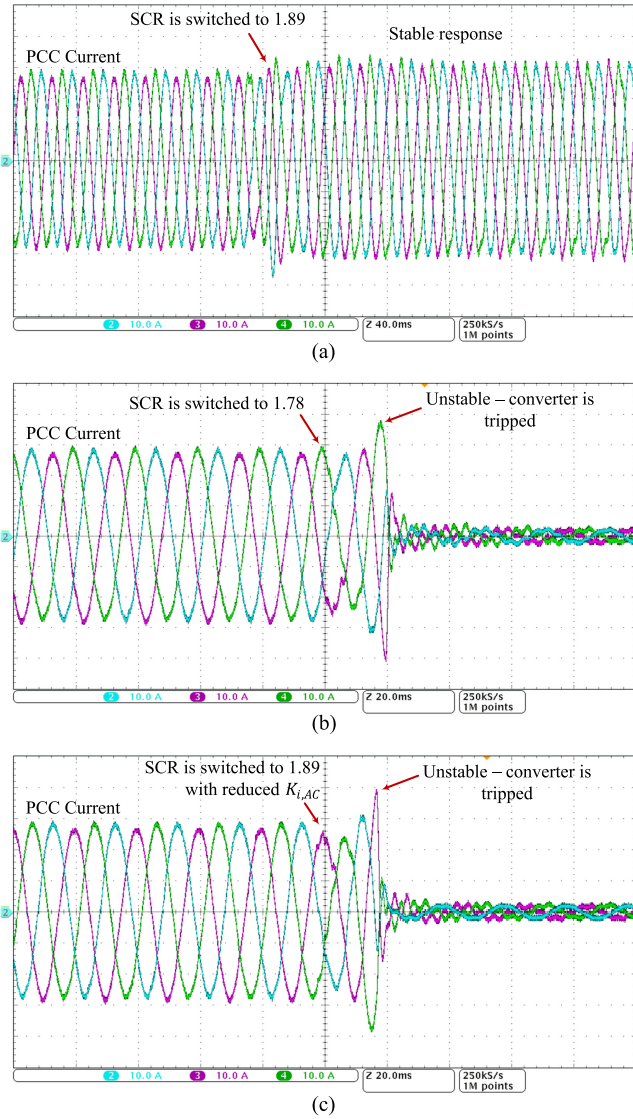 SCR is switched to 1.89
Stable response
PCC Current
2
2 10.0 A 3 10.0 A 4 10.0 A Z 40.0ms 250kS/s
1M points
(a)
Unstable – converter is
tripped
SCR is switched to 1.78
PCC Current
2
2 10.0 A 3 10.0 A 4 10.0 A Z 20.0ms 250kS/s
1M points
(b)
SCR is switched to 1.89
with reduced K_{i,AC}
Unstable – converter is
tripped
PCC Current
2
2 10.0 A 3 10.0 A 4 10.0 A Z 20.0ms 250kS/s
1M points
(c)